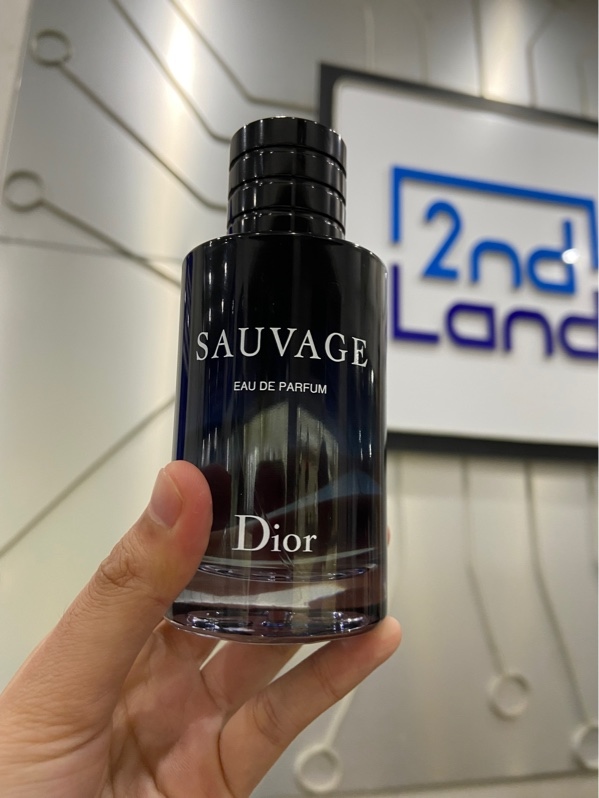 SAUVAGE
EAU DE PARFUM
Dior
2nd
Land